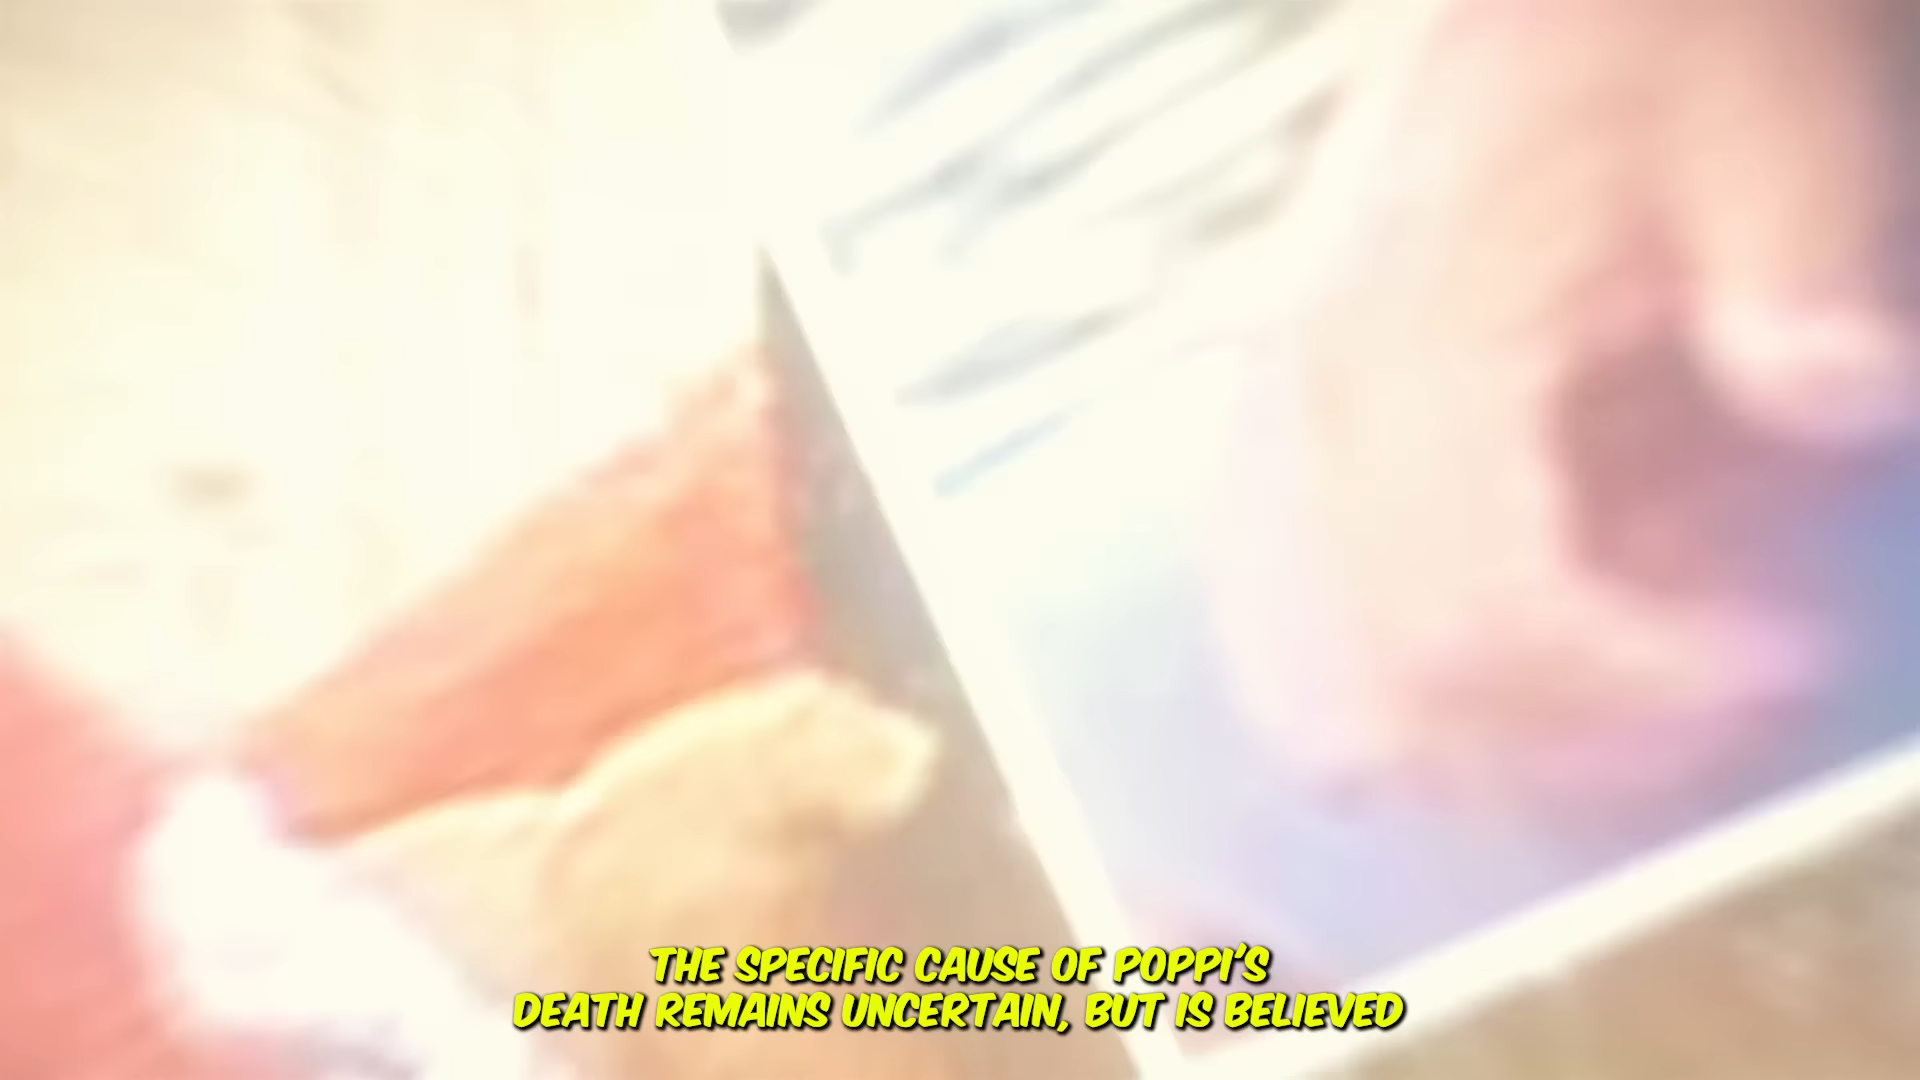 THE SPECIFIC CAUSE OF POPPI'S
DEATH REMAINS UNCERTAIN, BUT IS BELIEVED